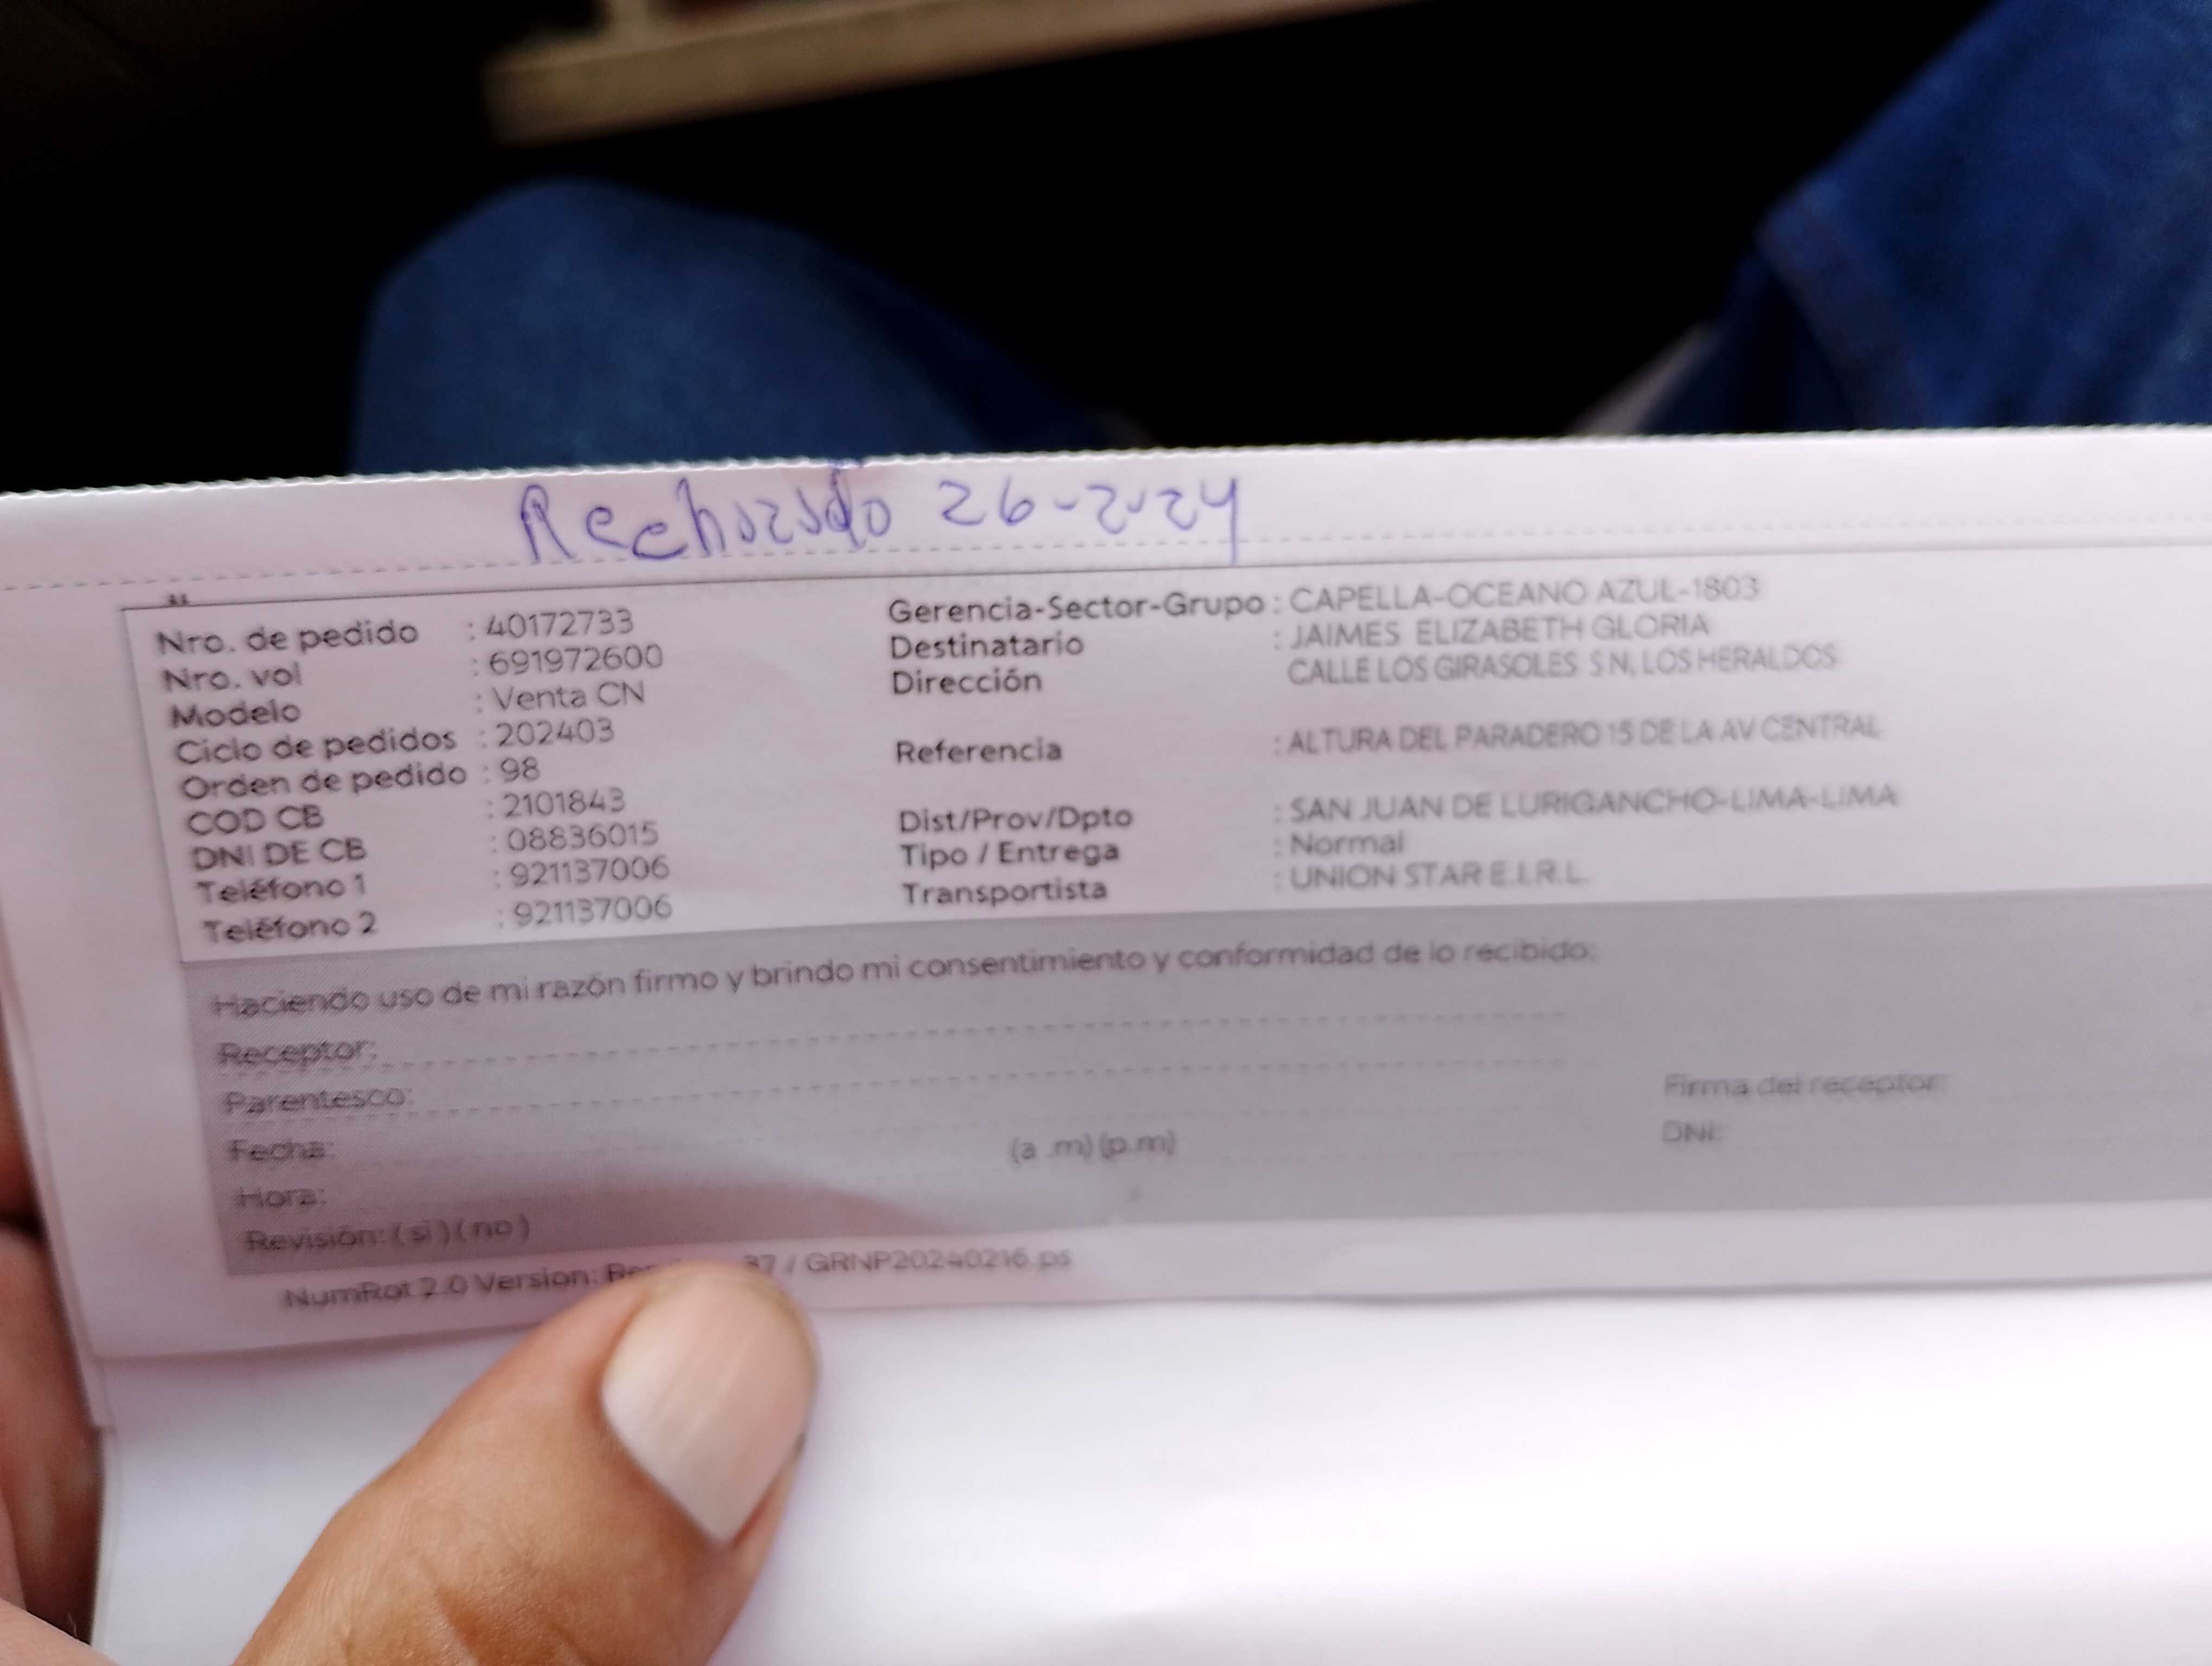 Rechazado 26-2-24
Nro. de pedido : 40172733
Nro. vol : 691972600
Modelo : Venta CN
Ciclo de pedidos : 202403
Orden de pedido : 98
COD CB : 2101843
DNI DE CB : 08836015
Teléfono 1 : 921137006
Teléfono 2 : 921137006
Gerencia-Sector-Grupo : CAPELLA-OCEANO AZUL-1803
Destinatario : JAIMES ELIZABETH GLORIA
Dirección CALLE LOS GIRASOLES S N, LOS HERALDOS
Referencia : ALTURA DEL PARADERO 15 DE LA AV CENTRAL
Dist/Prov/Dpto : SAN JUAN DE LURIGANCHO-LIMA-LIMA
Tipo / Entrega : Normal
Transportista : UNION STAR E.I.R.L.
Haciendo uso de mi razón firmo y brindo mi consentimiento y conformidad de lo recibido:
Receptor:
Parentesco:
Fecha:
Hora: (a .m) (p.m)
Revisión: ( si ) ( no )
Firma del receptor:
DNI:
NumRot 2.0 Version: 37 / GRNP20240216.ps